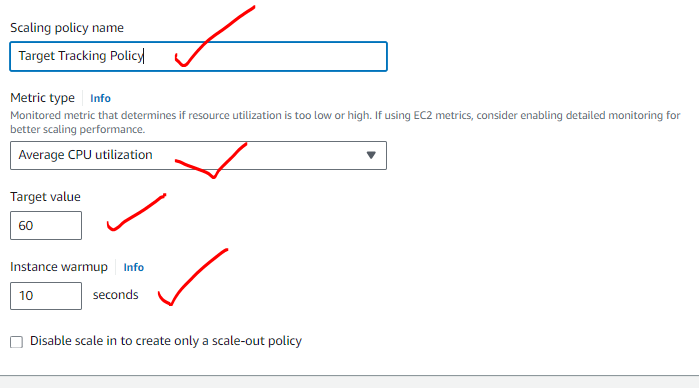 Scaling policy name
Target Tracking Policy
Metric type Info
Monitored metric that determines if resource utilization is too low or high. If using EC2 metrics, consider enabling detailed monitoring for
better scaling performance.
Average CPU utilization
Target value
60
Instance warmup Info
10 seconds
Disable scale in to create only a scale-out policy